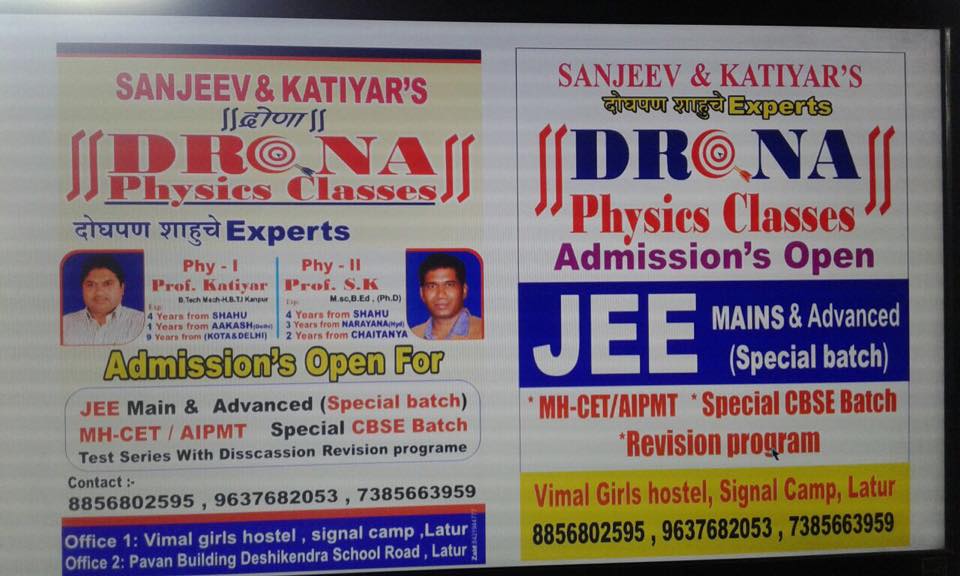 SANJEEV & KATIYAR'S
||द्रोणा||
||DRONA||
Physics Classes
दोघपण शाहुचे Experts
Phy - I
Prof. Katiyar
B.Tech Mech-H.B.T.I Kanpur
Exp:
4 Years from SHAHU
1 Years from AAKASH(Delhi)
9 Years from (KOTA&DELHI)
Phy - II
Prof. S.K
M.sc,B.Ed, (Ph.D)
Exp:
4 Years from SHAHU
3 Years from NARAYANA(Hyd)
2 Years from CHAITANYA
Admission's Open For
JEE Main & Advanced (Special batch)
MH-CET / AIPMT Special CBSE Batch
Test Series With Disscassion Revision programe
Contact :-
8856802595 , 9637682053 , 7385663959
Office 1: Vimal girls hostel , signal camp ,Latur
Office 2: Pavan Building Deshikendra School Road , Latur
SANJEEV & KATIYAR'S
दोघपण शाहुचे Experts
||DRONA||
Physics Classes
Admission's Open
JEE MAINS & Advanced
(Special batch)
* MH-CET/AIPMT * Special CBSE Batch
*Revision program
Vimal Girls hostel, Signal Camp, Latur
8856802595 , 9637682053 , 7385663959